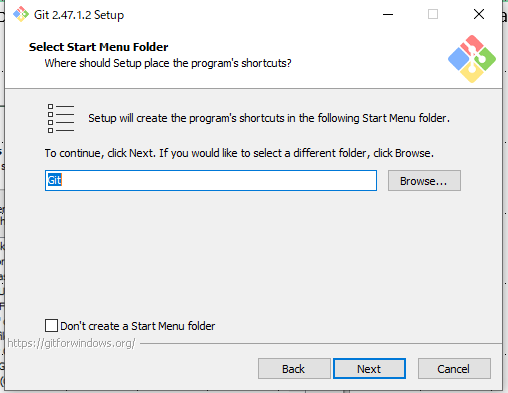 Git 2.47.1.2 Setup
Select Start Menu Folder
Where should Setup place the program's shortcuts?
Setup will create the program's shortcuts in the following Start Menu folder.
To continue, click Next. If you would like to select a different folder, click Browse.
Git
Browse...
Don't create a Start Menu folder
https://gitforwindows.org/
Back
Next
Cancel